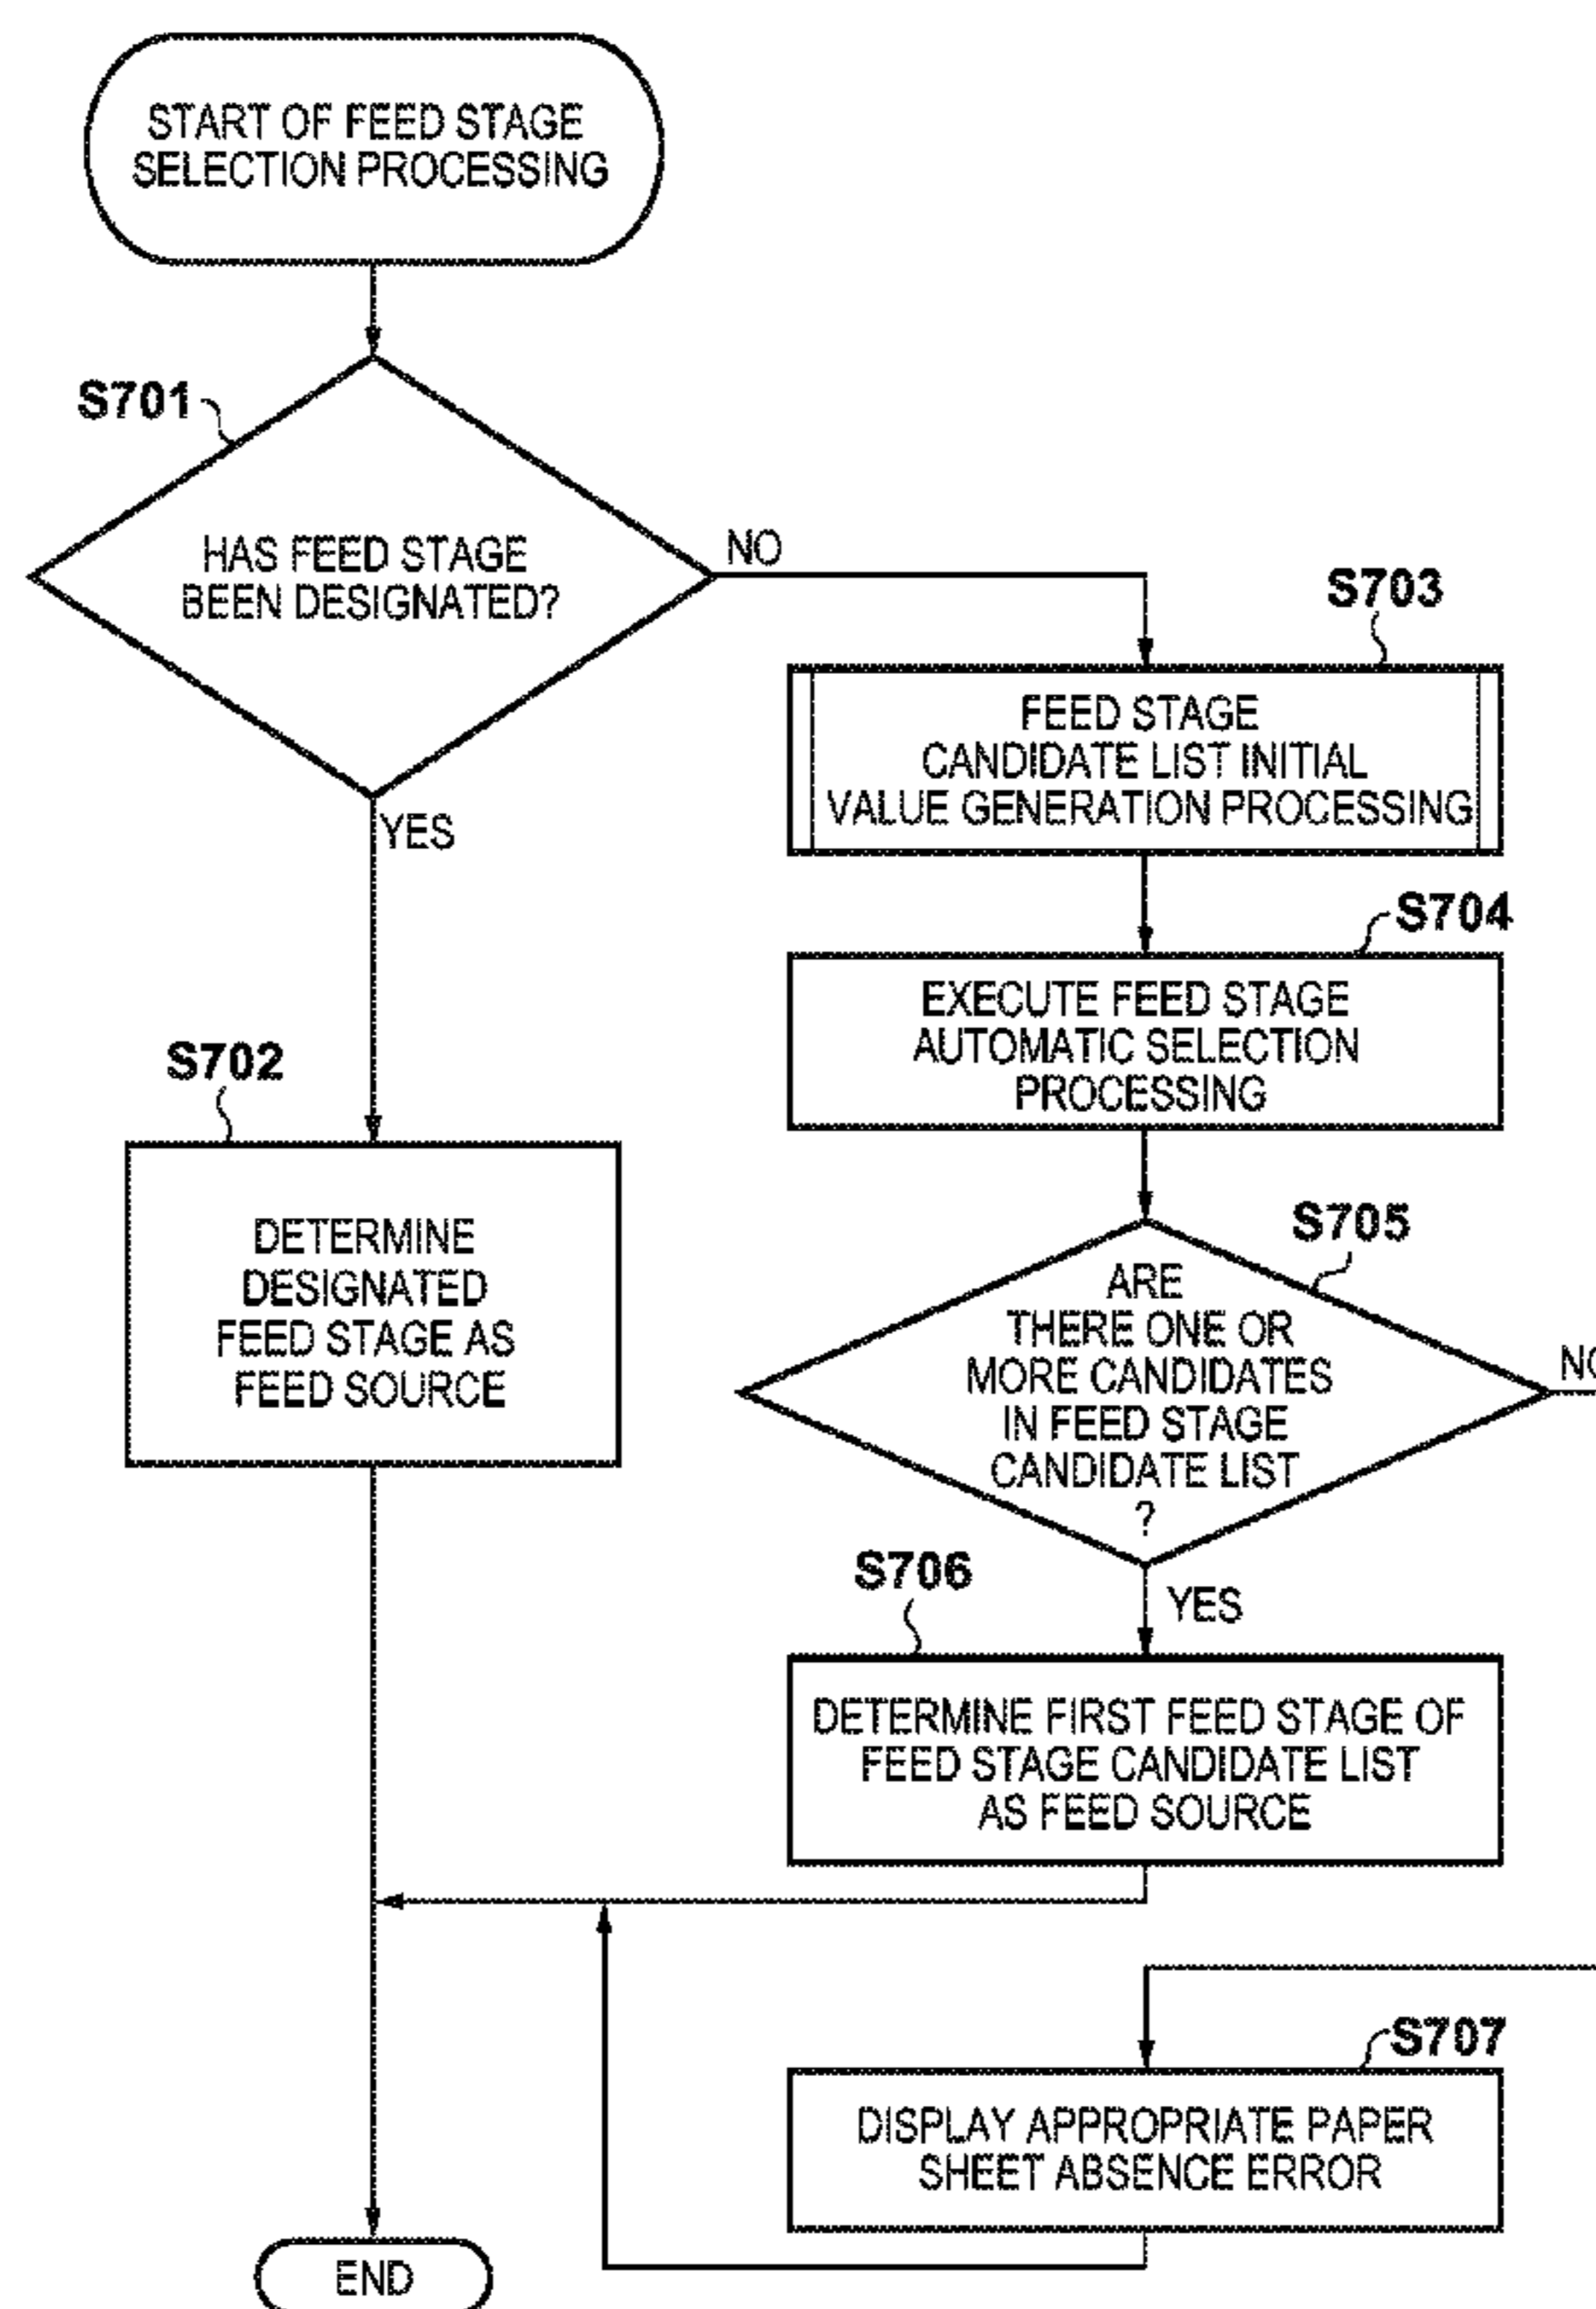 START OF FEED STAGE
SELECTION PROCESSING
S701
HAS FEED STAGE
BEEN DESIGNATED?
NO
YES
S702
DETERMINE
DESIGNATED
FEED STAGE AS
FEED SOURCE
S703
FEED STAGE
CANDIDATE LIST INITIAL
VALUE GENERATION PROCESSING
S704
EXECUTE FEED STAGE
AUTOMATIC SELECTION
PROCESSING
S705
ARE
THERE ONE OR
MORE CANDIDATES
IN FEED STAGE
CANDIDATE LIST
?
NO
YES
S706
DETERMINE FIRST FEED STAGE OF
FEED STAGE CANDIDATE LIST
AS FEED SOURCE
S707
DISPLAY APPROPRIATE PAPER
SHEET ABSENCE ERROR
END